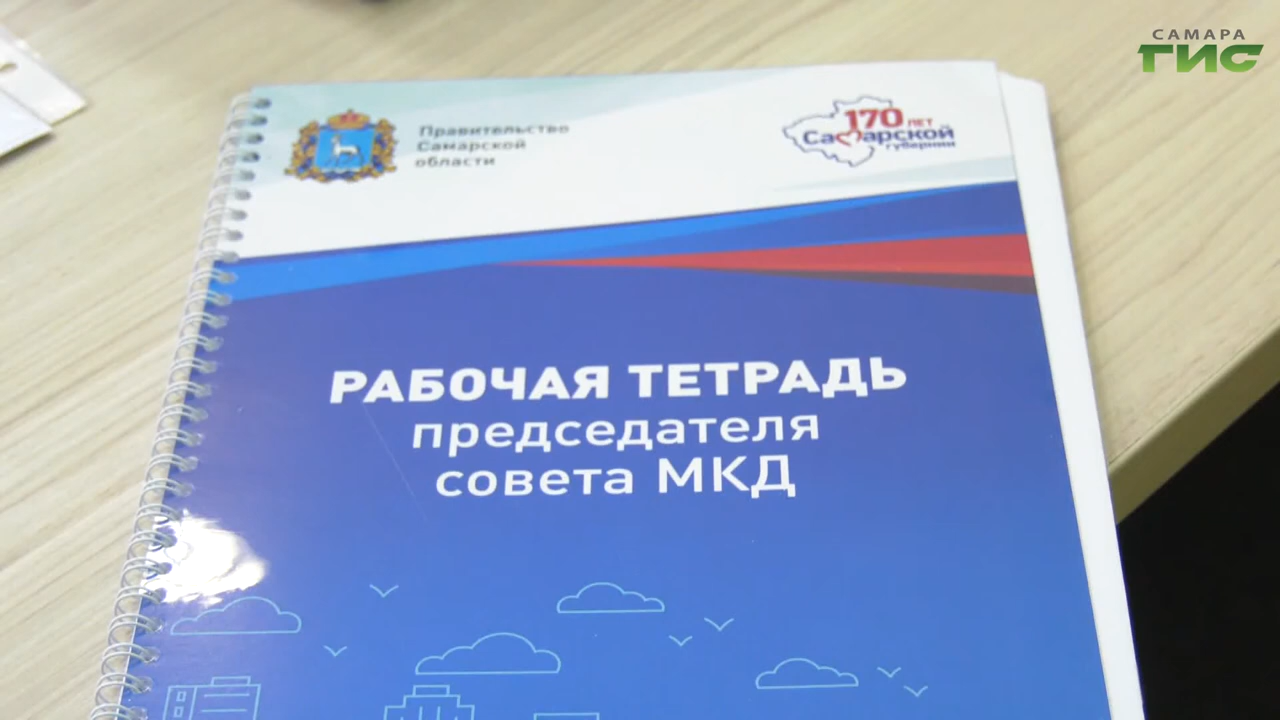 САМАРА
ГИС
Правительство
Самарской
области
170 ЛЕТ
Самарской
губернии
РАБОЧАЯ ТЕТРАДЬ
председателя
совета МКД